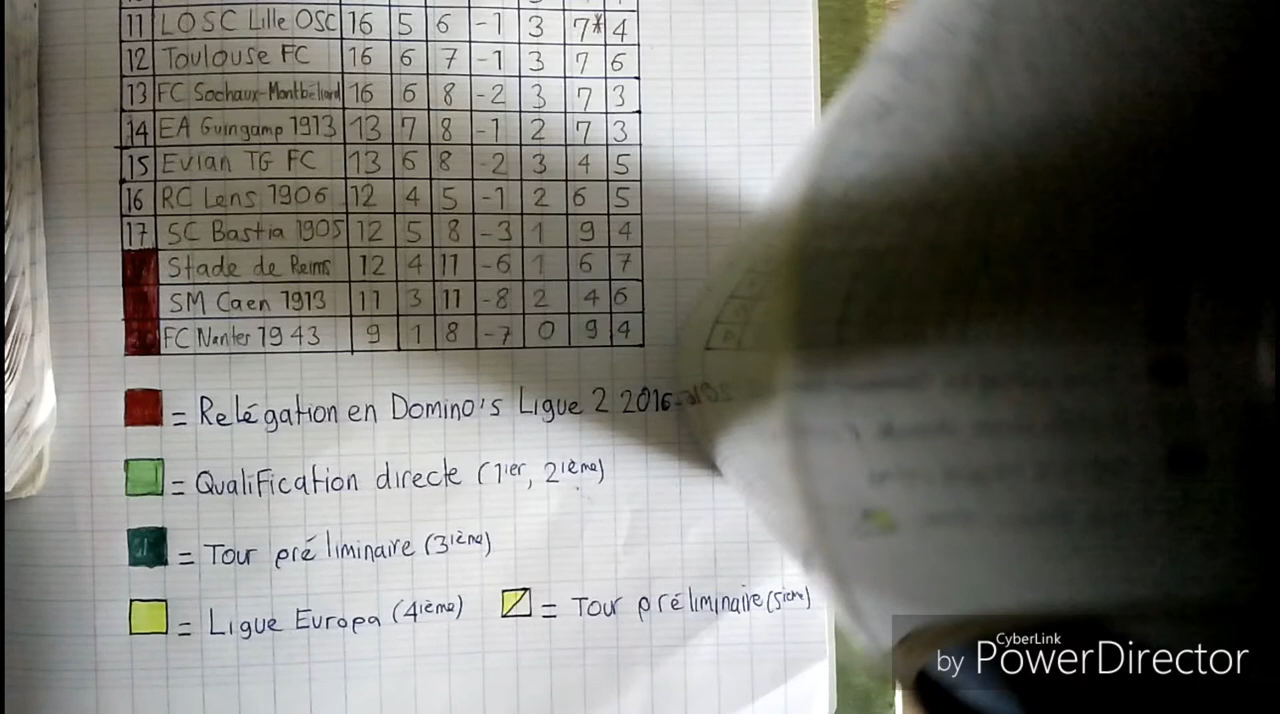 11 LOSC Lille OSC 16 5 6 -1 3 7* 4
12 Toulouse FC 16 6 7 -1 3 7 6
13 FC Sochaux-Montbéliard 16 6 8 -2 3 7 3
14 EA Guingamp 1913 13 7 8 -1 2 7 3
15 Evian TG FC 13 6 8 -2 3 4 5
16 RC Lens 1906 12 4 5 -1 2 6 5
17 SC Bastia 1905 12 5 8 -3 1 9 4
Stade de Reims 12 4 11 -6 1 6 7
SM Caen 1913 11 3 11 -8 2 4 6
FC Nantes 1943 9 1 8 -7 0 9 4
= Relégation en Domino's Ligue 2 2016-
= Qualification directe (1ier, 2ième)
= Tour préliminaire (3ième)
= Ligue Europa (4ième) = Tour préliminaire (5ième)
by CyberLink PowerDirector